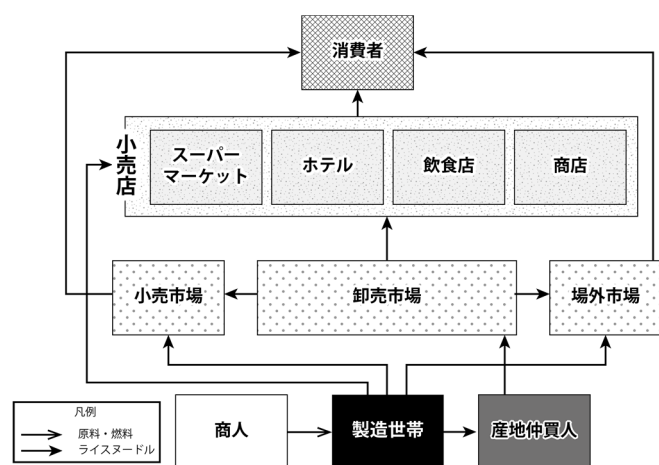 消費者
小売店
スーパー
マーケット
ホテル
飲食店
商店
小売市場
卸売市場
場外市場
商人
製造世帯
産地仲買人
凡例
原料・燃料
ライスヌードル